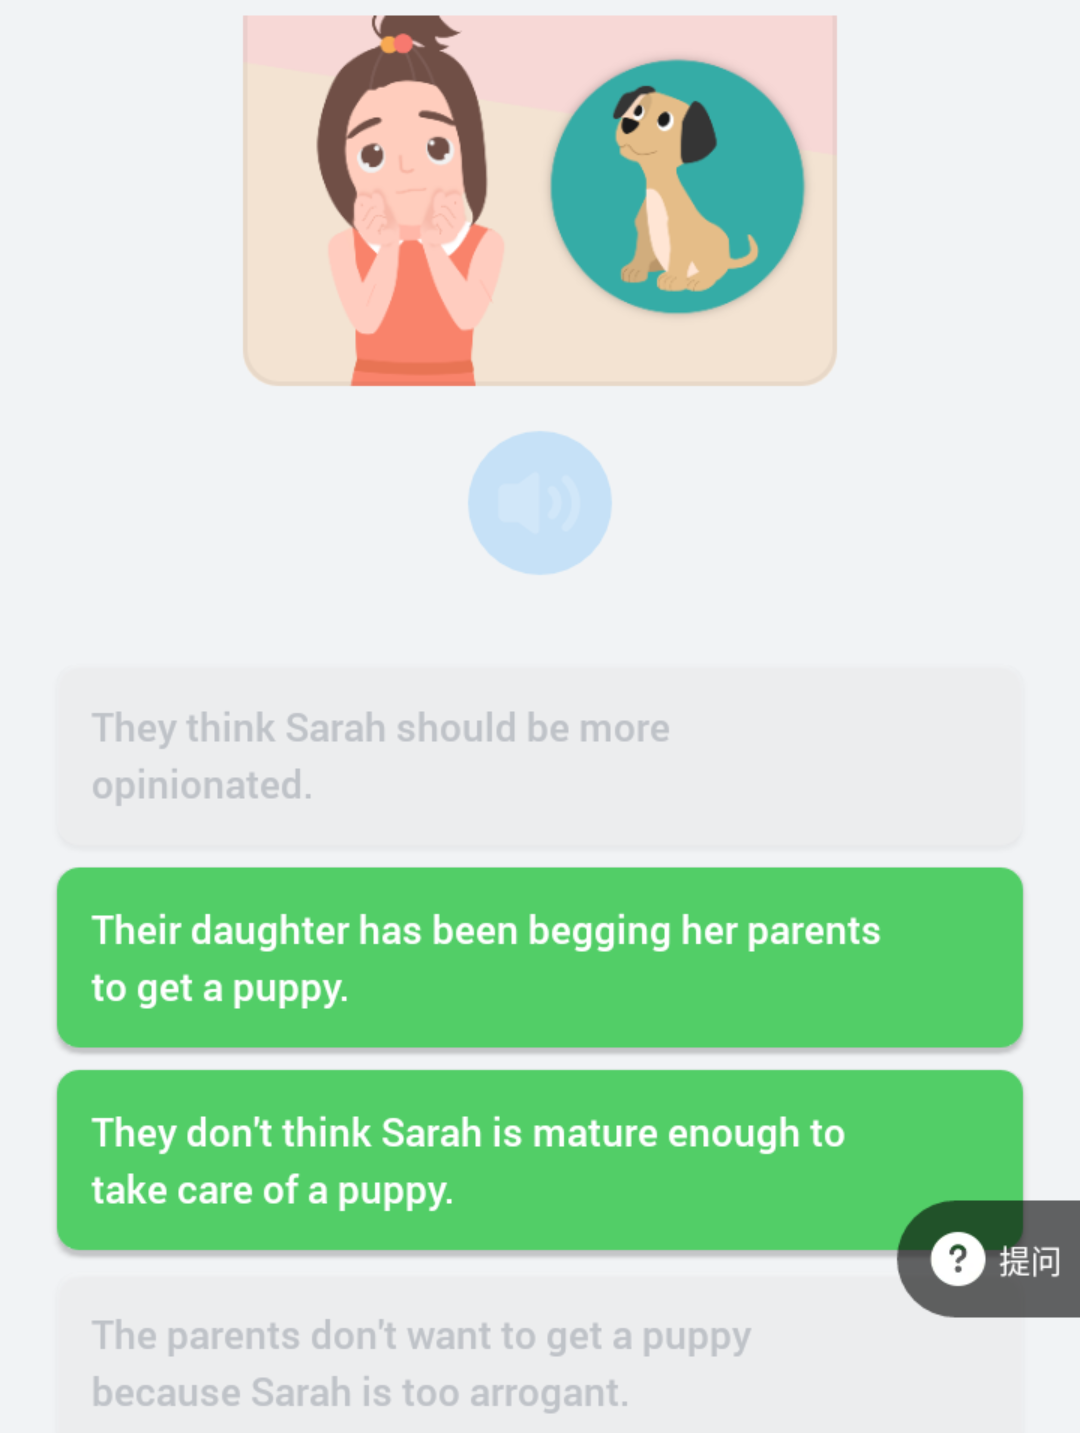 They think Sarah should be more
opinionated.
Their daughter has been begging her parents
to get a puppy.
They don't think Sarah is mature enough to
take care of a puppy.
? 提问
The parents don't want to get a puppy
because Sarah is too arrogant.